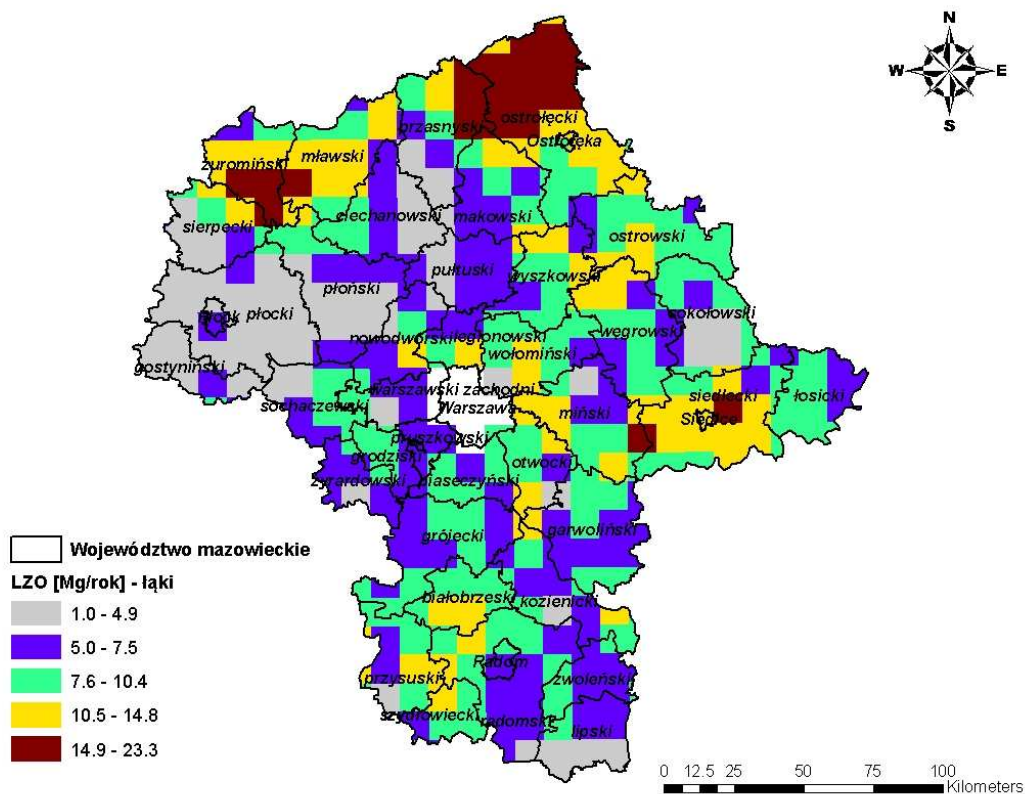 N
W E
S
brzasnyski
ostrołęcki
Ostrołęka
żuromiński
mławski
ciechanowski
makowski
sierpecki
ostrowski
pułtuski
wyszkowski
płoński
sokołowski
Płock
płocki
nowodworski
legionowski
węgrowski
wołomiński
gostyniński
warszawski zachodni
siedlecki
łosicki
sochaczewski
Warszawa
miński
Siedlce
pruszkowski
grodziski
otwocki
żyrardowski
piaseczyński
grójecki
garwoliński
Województwo mazowieckie
LZO [Mg/rok] - łąki
1.0 - 4.9
5.0 - 7.5
7.6 - 10.4
10.5 - 14.8
14.9 - 23.3
białobrzeski
kozienicki
Radom
przysuski
zwoleński
szydłowiecki
radomski
lipski
0 12.5 25 50 75 100
Kilometers